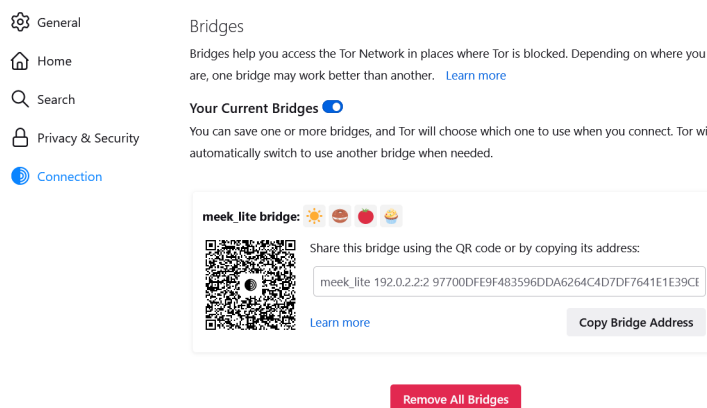 General
Home
Search
Privacy & Security
Connection
Bridges
Bridges help you access the Tor Network in places where Tor is blocked. Depending on where you
are, one bridge may work better than another. Learn more
Your Current Bridges
You can save one or more bridges, and Tor will choose which one to use when you connect. Tor wi
automatically switch to use another bridge when needed.
meek_lite bridge:
Share this bridge using the QR code or by copying its address:
meek_lite 192.0.2.2:2 97700DFE9F483596DDA6264C4D7DF7641E1E39CE
Learn more
Copy Bridge Address
Remove All Bridges